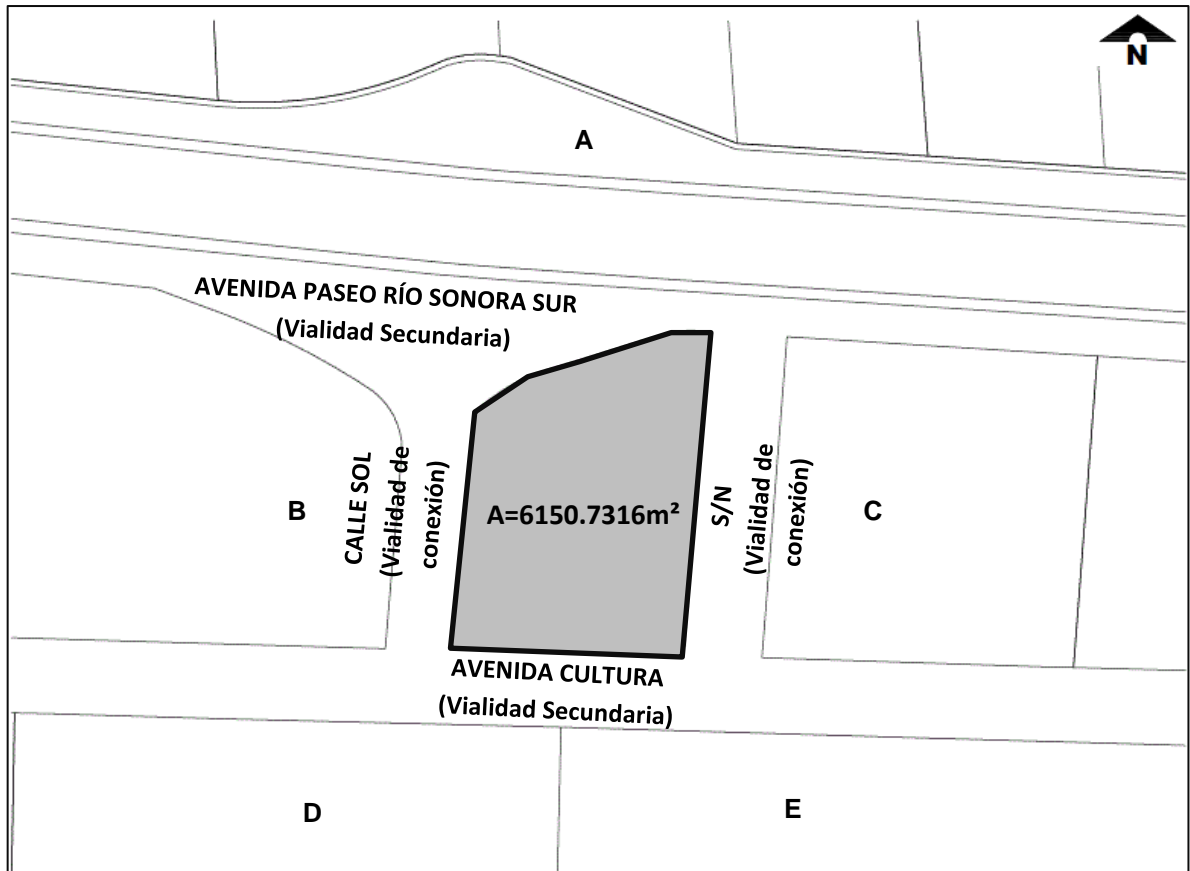 N
A
AVENIDA PASEO RÍO SONORA SUR
(Vialidad Secundaria)
B
CALLE SOL
(Vialidad de
conexión)
A=6150.7316m²
S/N
(Vialidad de
conexión)
C
AVENIDA CULTURA
(Vialidad Secundaria)
D
E